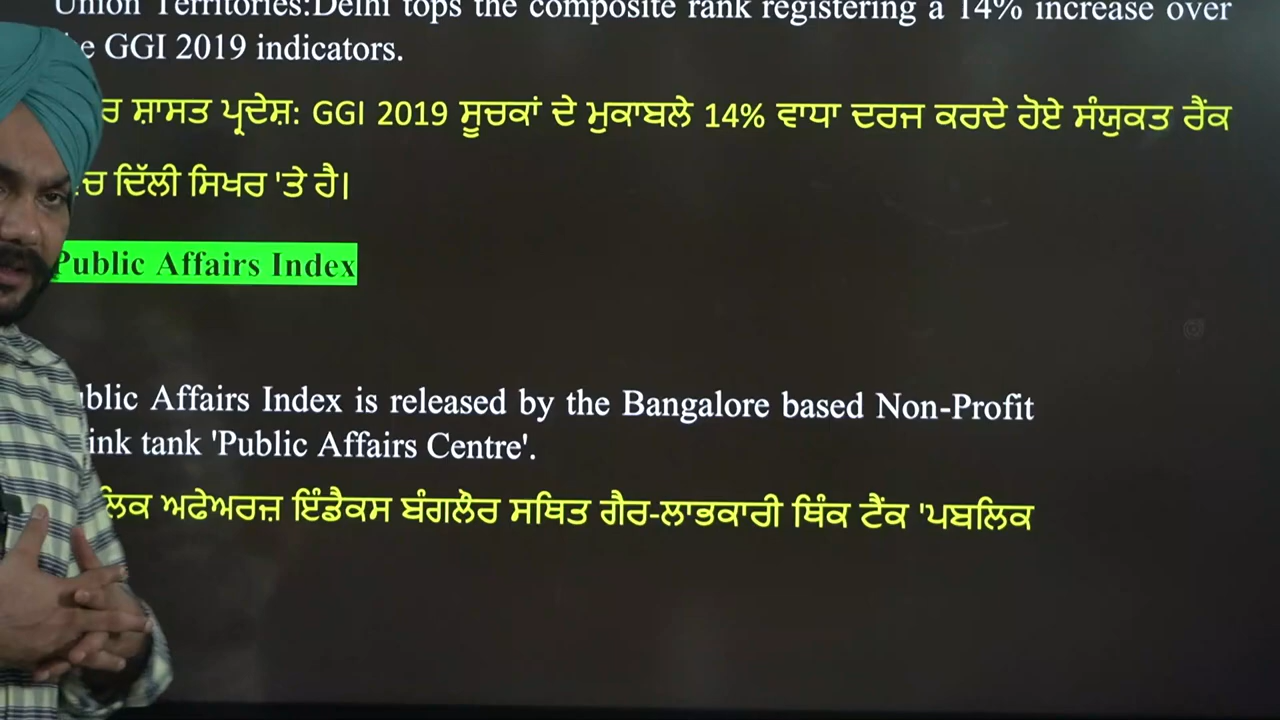 Union Territories:Delhi tops the composite rank registering a 14% increase over
GGI 2019 indicators.
ਸ਼ਾਸਤ ਪ੍ਰਦੇਸ਼: GGI 2019 ਸੂਚਕਾਂ ਦੇ ਮੁਕਾਬਲੇ 14% ਵਾਧਾ ਦਰਜ ਕਰਦੇ ਹੋਏ ਸੰਯੁਕਤ ਰੈਂਕ
ਦਿੱਲੀ ਸਿਖਰ 'ਤੇ ਹੈ।
Public Affairs Index
Affairs Index is released by the Bangalore based Non-Profit
tank 'Public Affairs Centre'.
ਅਫੇਅਰਜ਼ ਇੰਡੈਕਸ ਬੰਗਲੌਰ ਸਥਿਤ ਗੈਰ-ਲਾਭਕਾਰੀ ਥਿੰਕ ਟੈਂਕ 'ਪਬਲਿਕ